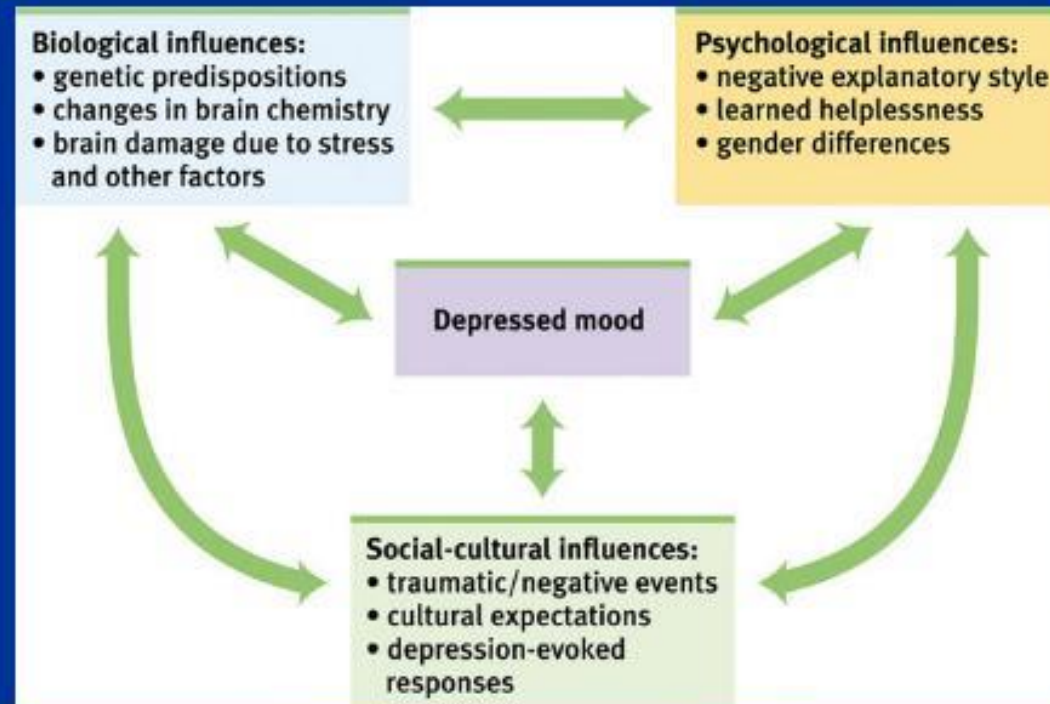 Biological influences:
• genetic predispositions
• changes in brain chemistry
• brain damage due to stress
and other factors
Psychological influences:
• negative explanatory style
• learned helplessness
• gender differences
Depressed mood
Social-cultural influences:
• traumatic/negative events
• cultural expectations
• depression-evoked
responses